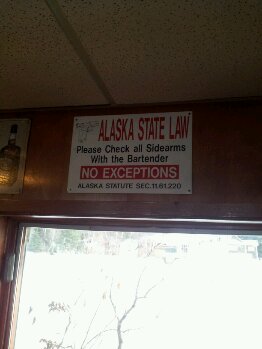 ALASKA STATE LAW
Please Check all Sidearms
With the Bartender
NO EXCEPTIONS
ALASKA STATUTE SEC.11.61.220